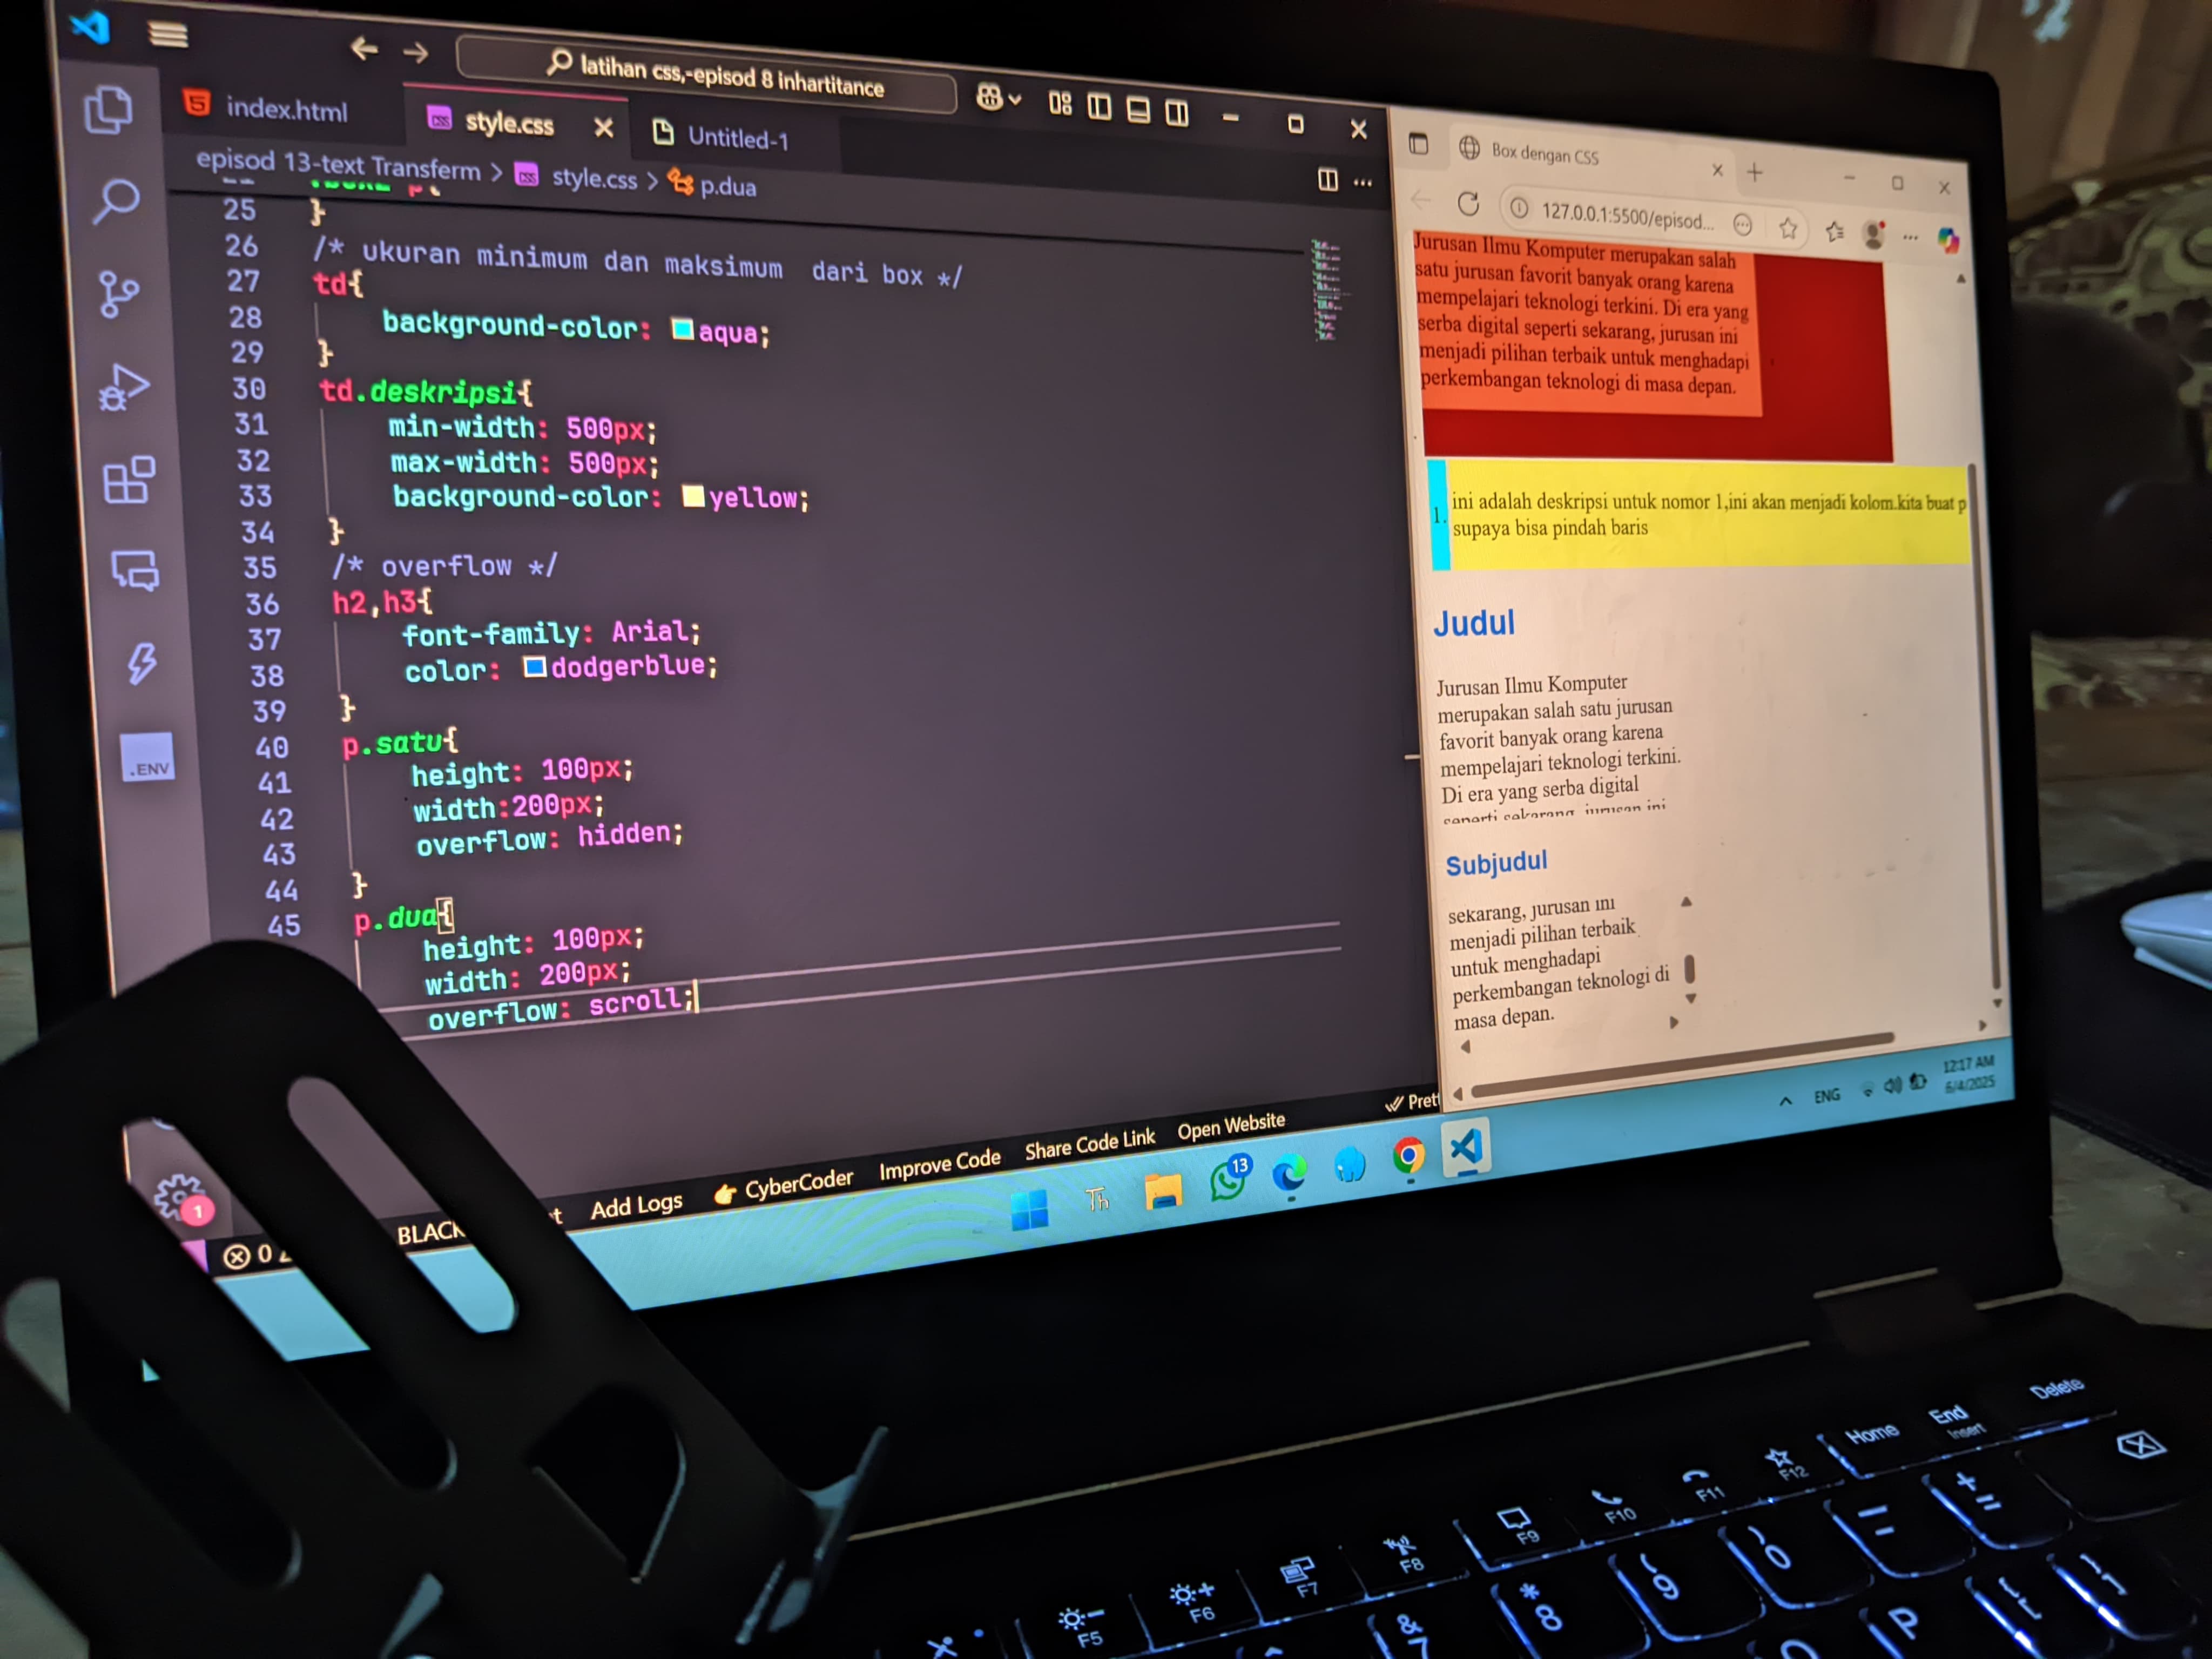 latihan css,-episod 8 inhartitance
index.html
style.css
Untitled-1
episod 13-text Transferm > style.css > p.dua
25 }
26 /* ukuran minimum dan maksimum  dari box */
27 td{
28 background-color: aqua;
29 }
30 td.deskripsi{
31 min-width: 500px;
32 max-width: 500px;
33 background-color: yellow;
34 }
35 /* overflow */
36 h2,h3{
37 font-family: Arial;
38 color: dodgerblue;
39 }
40 p.satu{
41 height: 100px;
42 width:200px;
43 overflow: hidden;
44 }
45 p.dua{
height: 100px;
width: 200px;
overflow: scroll;
.ENV
1
0
BLACK
Add Logs
CyberCoder
Improve Code
Share Code Link
Open Website
Pret
Box dengan CSS
127.0.0.1:5500/episod...
Jurusan Ilmu Komputer merupakan salah
satu jurusan favorit banyak orang karena
mempelajari teknologi terkini. Di era yang
serba digital seperti sekarang, jurusan ini
menjadi pilihan terbaik untuk menghadapi
perkembangan teknologi di masa depan.
1. ini adalah deskripsi untuk nomor 1,ini akan menjadi kolom.kita buat p
supaya bisa pindah baris
Judul
Jurusan Ilmu Komputer
merupakan salah satu jurusan
favorit banyak orang karena
mempelajari teknologi terkini.
Di era yang serba digital
seperti sekarang, jurusan ini
Subjudul
sekarang, jurusan ini
menjadi pilihan terbaik
untuk menghadapi
perkembangan teknologi di
masa depan.
13
ENG
12:17 AM
6/4/2025
Delete
End
Insert
Home
F12
F11
F10
F9
F8
F7
F6
F5
+ =
) 0
( 9
* 8
& 7
P